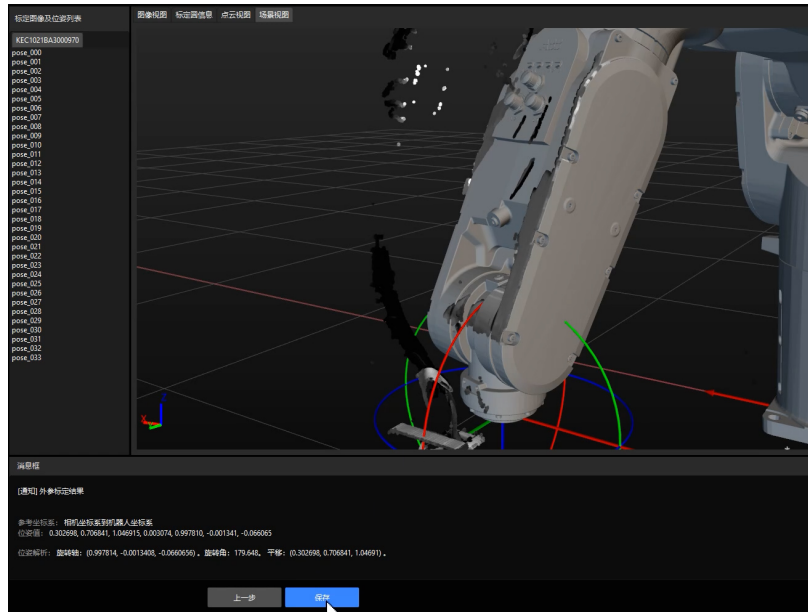 标定图像及位姿列表
图像视图 标定圆信息 点云视图 场景视图
KEC1021BA3000970
pose_000
pose_001
pose_002
pose_003
pose_004
pose_005
pose_006
pose_007
pose_008
pose_009
pose_010
pose_011
pose_012
pose_013
pose_014
pose_015
pose_016
pose_017
pose_018
pose_019
pose_020
pose_021
pose_022
pose_023
pose_024
pose_025
pose_026
pose_027
pose_028
pose_029
pose_030
pose_031
pose_032
pose_033
消息框
[通知] 外参标定结果
参考坐标系： 相机坐标系到机器人坐标系
位姿值： 0.302698, 0.706841, 1.046915, 0.003074, 0.997810, -0.001341, -0.066065
位姿解析： 旋转轴： (0.997814, -0.0013408, -0.0660656) 。旋转角： 179.648。 平移： (0.302698, 0.706841, 1.04691) 。
上一步 保存